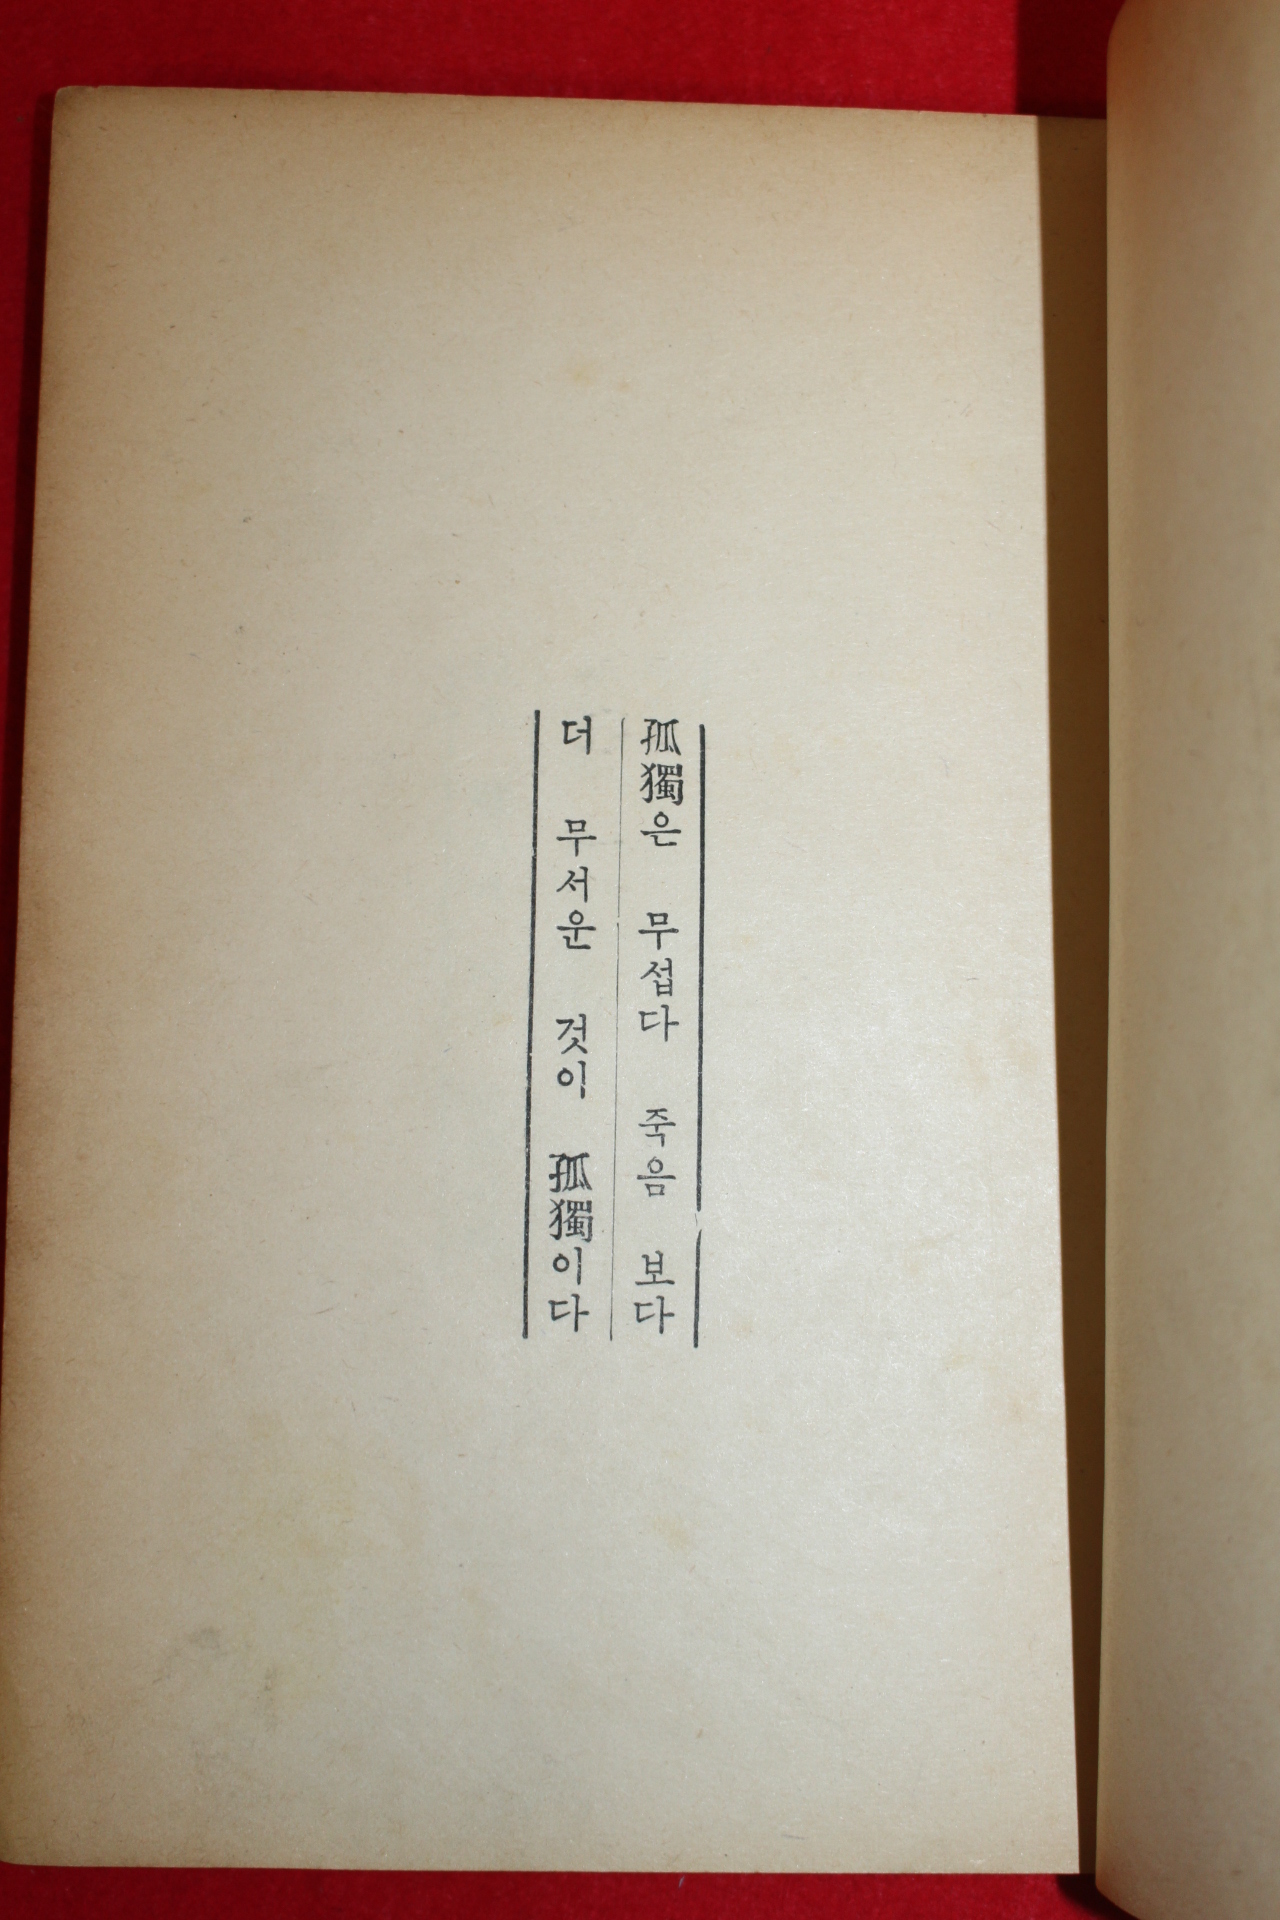 孤獨은 무섭다 죽음 보다
더 무서운 것이 孤獨이다